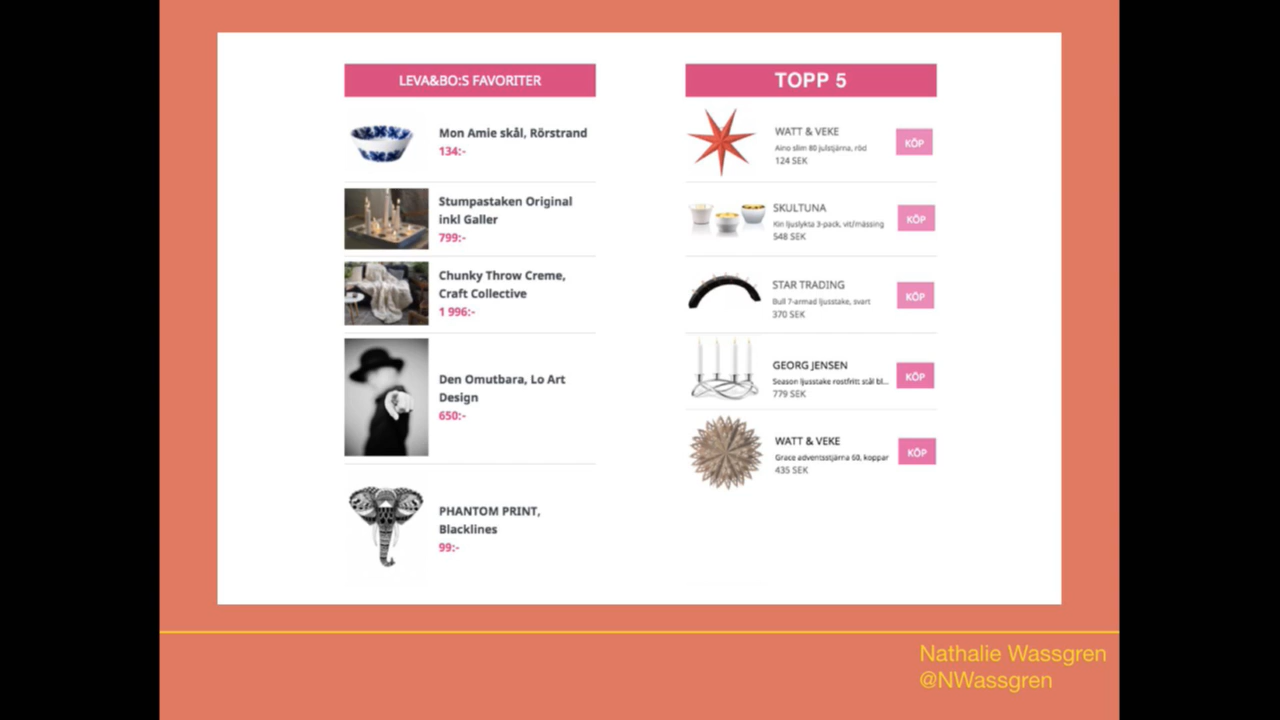 LEVA&BO:S FAVORITER
Mon Amie skål, Rörstrand
134:-
Stumpastaken Original
inkl Galler
799:-
Chunky Throw Creme,
Craft Collective
1 996:-
Den Omutbara, Lo Art
Design
650:-
PHANTOM PRINT,
Blacklines
99:-
TOPP 5
WATT & VEKE
Aino slim 80 julstjärna, röd
124 SEK
KÖP
SKULTUNA
Kin ljuslykta 3-pack, vit/mässing
548 SEK
KÖP
STAR TRADING
Bull 7-armad ljusstake, svart
370 SEK
KÖP
GEORG JENSEN
Season ljusstake rostfritt stål bl...
779 SEK
KÖP
WATT & VEKE
Grace adventsstjärna 60, koppar
435 SEK
KÖP
Nathalie Wassgren
@NWassgren